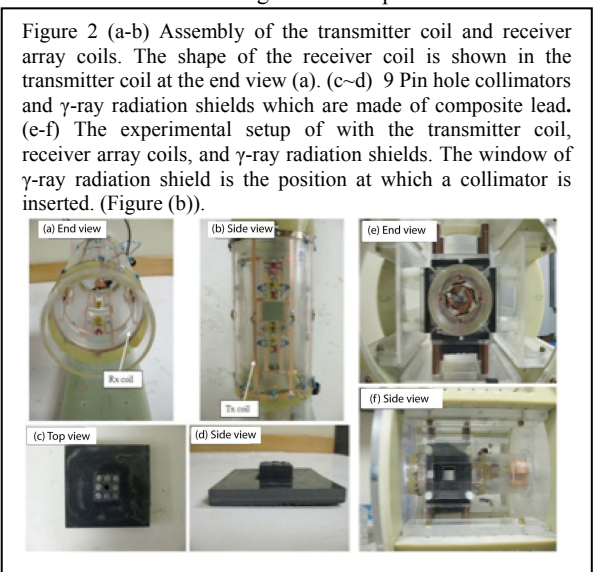 Figure 2 (a-b) Assembly of the transmitter coil and receiver
array coils. The shape of the receiver coil is shown in the
transmitter coil at the end view (a). (c~d) 9 Pin hole collimators
and γ-ray radiation shields which are made of composite lead.
(e-f) The experimental setup of with the transmitter coil,
receiver array coils, and γ-ray radiation shields. The window of
γ-ray radiation shield is the position at which a collimator is
inserted. (Figure (b)).
(a) End view
(b) Side view
(e) End view
Rx coil
Tx coil
(f) Side view
(c) Top view
(d) Side view